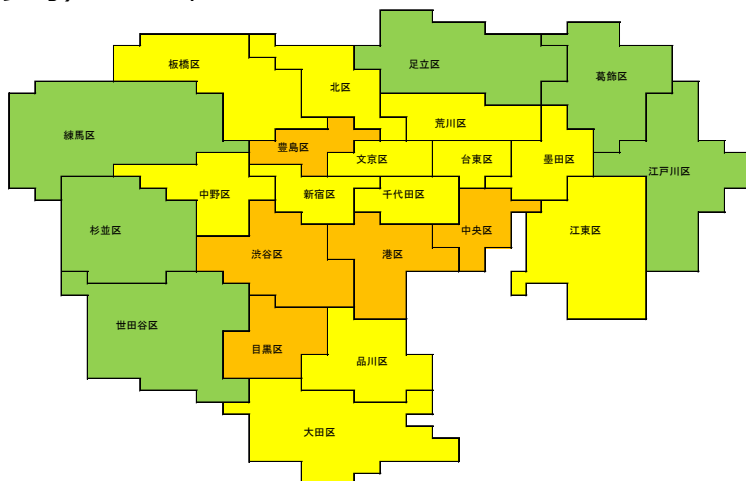 足立区
板橋区
葛飾区
北区
荒川区
練馬区
豊島区
文京区
台東区
墨田区
江戸川区
中野区
新宿区
千代田区
杉並区
中央区
江東区
渋谷区
港区
世田谷区
目黒区
品川区
大田区